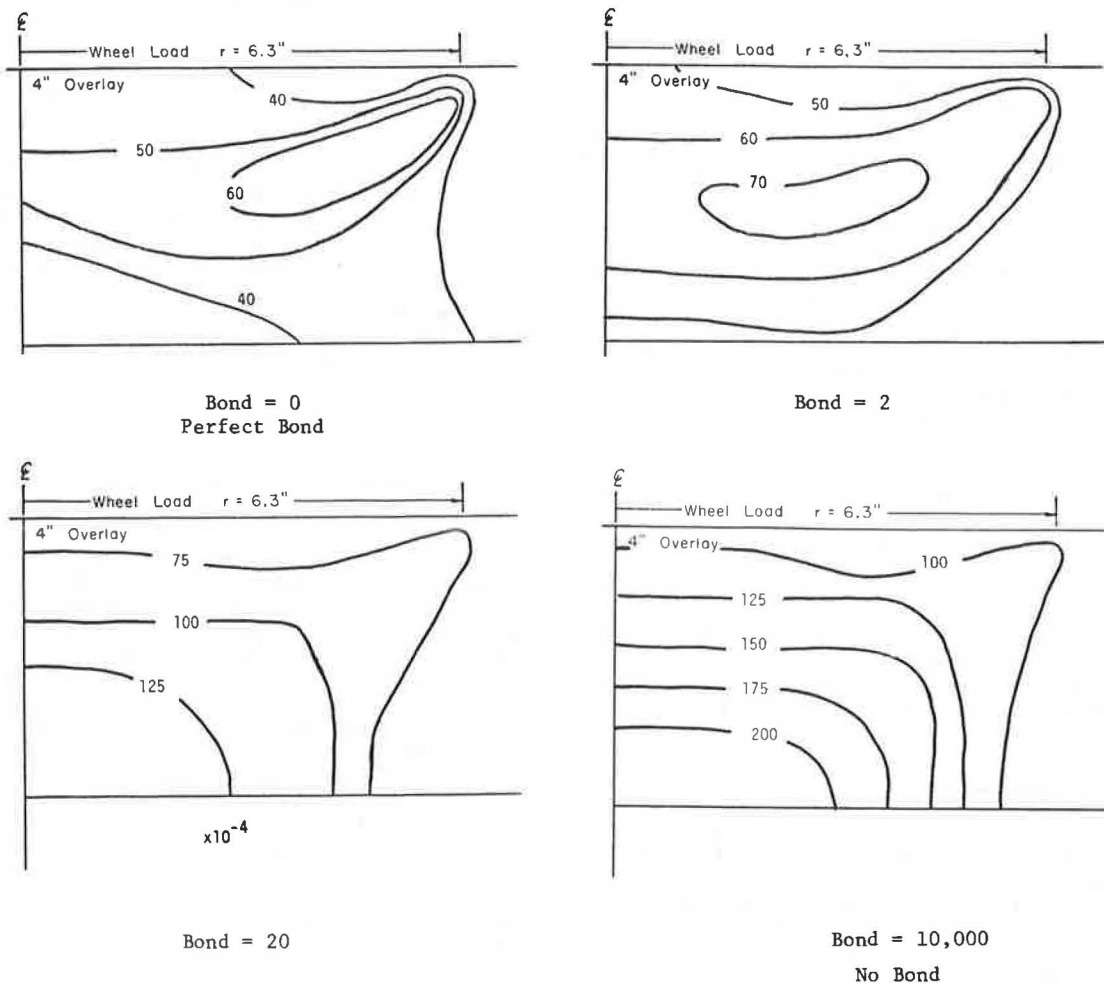 ℄
Wheel Load r = 6.3"
4" Overlay
40
50
60
40
Bond = 0
Perfect Bond
℄
Wheel Load r = 6.3"
4" Overlay
50
60
70
Bond = 2
℄
Wheel Load r = 6.3"
4" Overlay
75
100
125
x10⁻⁴
Bond = 20
℄
Wheel Load r = 6.3"
4" Overlay
100
125
150
175
200
Bond = 10,000
No Bond